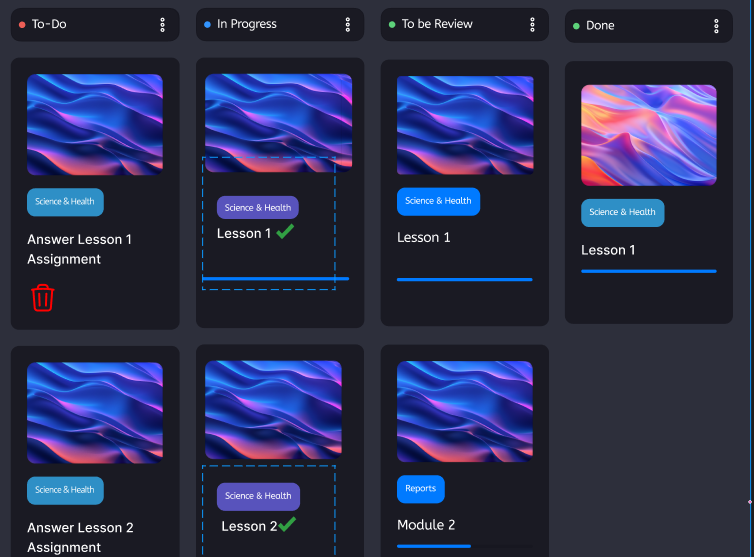 To-Do
In Progress
To be Review
Done
Science & Health
Answer Lesson 1
Assignment
Science & Health
Lesson 1
Science & Health
Lesson 1
Science & Health
Lesson 1
Science & Health
Answer Lesson 2
Assignment
Science & Health
Lesson 2
Reports
Module 2